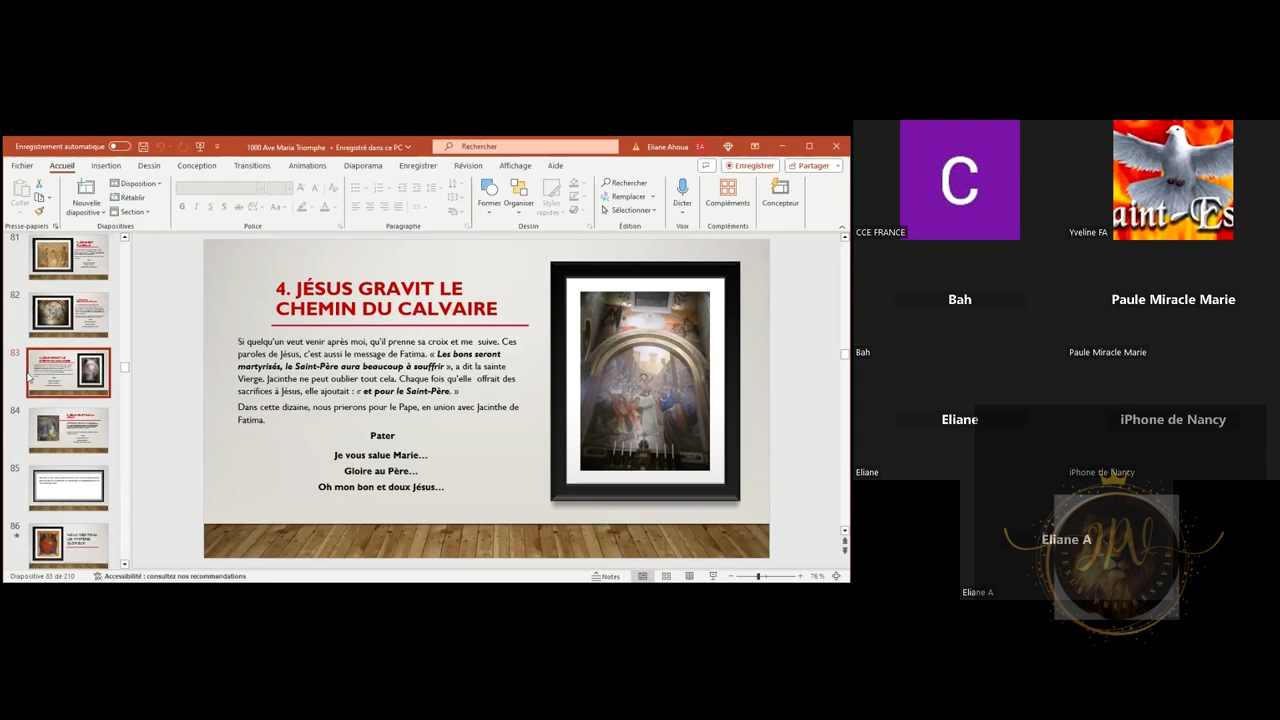 Enregistrement automatique
1000 Ave Maria Triomphe • Enregistré dans ce PC
Rechercher
Eliane Ahoua
EA
Fichier
Accueil
Insertion
Dessin
Conception
Transitions
Animations
Diaporama
Enregistrer
Révision
Affichage
Aide
Enregistrer
Partager
Coller
Nouvelle
diapositive
Disposition
Rétablir
Section
G I S S
Aa
Formes
Organiser
Styles
rapides
Rechercher
Remplacer
Sélectionner
Dicter
Compléments
Concepteur
Presse-papiers
Diapositives
Police
Paragraphe
Dessin
Édition
Voix
Compléments
81
82
83
84
85
86
4. JÉSUS GRAVIT LE
CHEMIN DU CALVAIRE
Si quelqu'un veut venir après moi, qu'il prenne sa croix et me suive. Ces
paroles de Jésus, c'est aussi le message de Fatima. « Les bons seront
martyrisés, le Saint-Père aura beaucoup à souffrir », a dit la sainte
Vierge. Jacinthe ne peut oublier tout cela. Chaque fois qu'elle offrait des
sacrifices à Jésus, elle ajoutait : « et pour le Saint-Père. »
Dans cette dizaine, nous prierons pour le Pape, en union avec Jacinthe de
Fatima.
Pater
Je vous salue Marie…
Gloire au Père…
Oh mon bon et doux Jésus…
Diapositive 83 de 210
Accessibilité : consultez nos recommandations
Notes
76 %
C
CCE FRANCE
aint-Es
Yveline FA
Bah
Bah
Paule Miracle Marie
Paule Miracle Marie
Eliane
Eliane
iPhone de Nancy
iPhone de Nancy
Eliane A
Eliane A